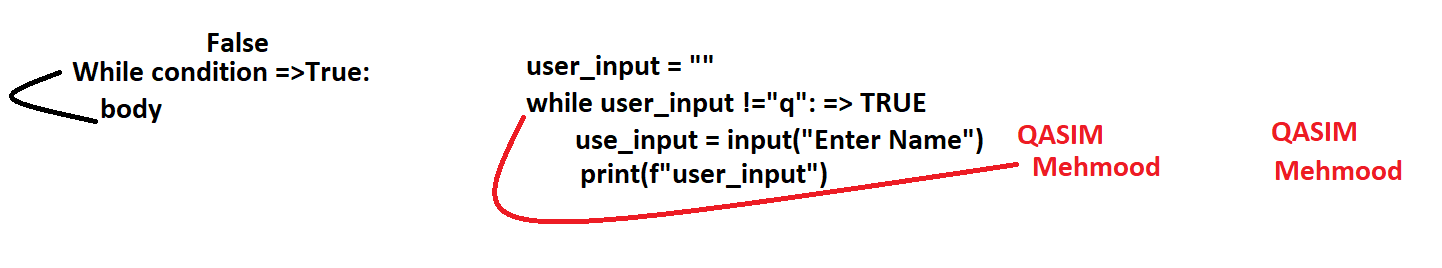 False
While condition =>True:
body
user_input = ""
while user_input !="q": => TRUE
use_input = input("Enter Name")
print(f"user_input")
QASIM
Mehmood
QASIM
Mehmood